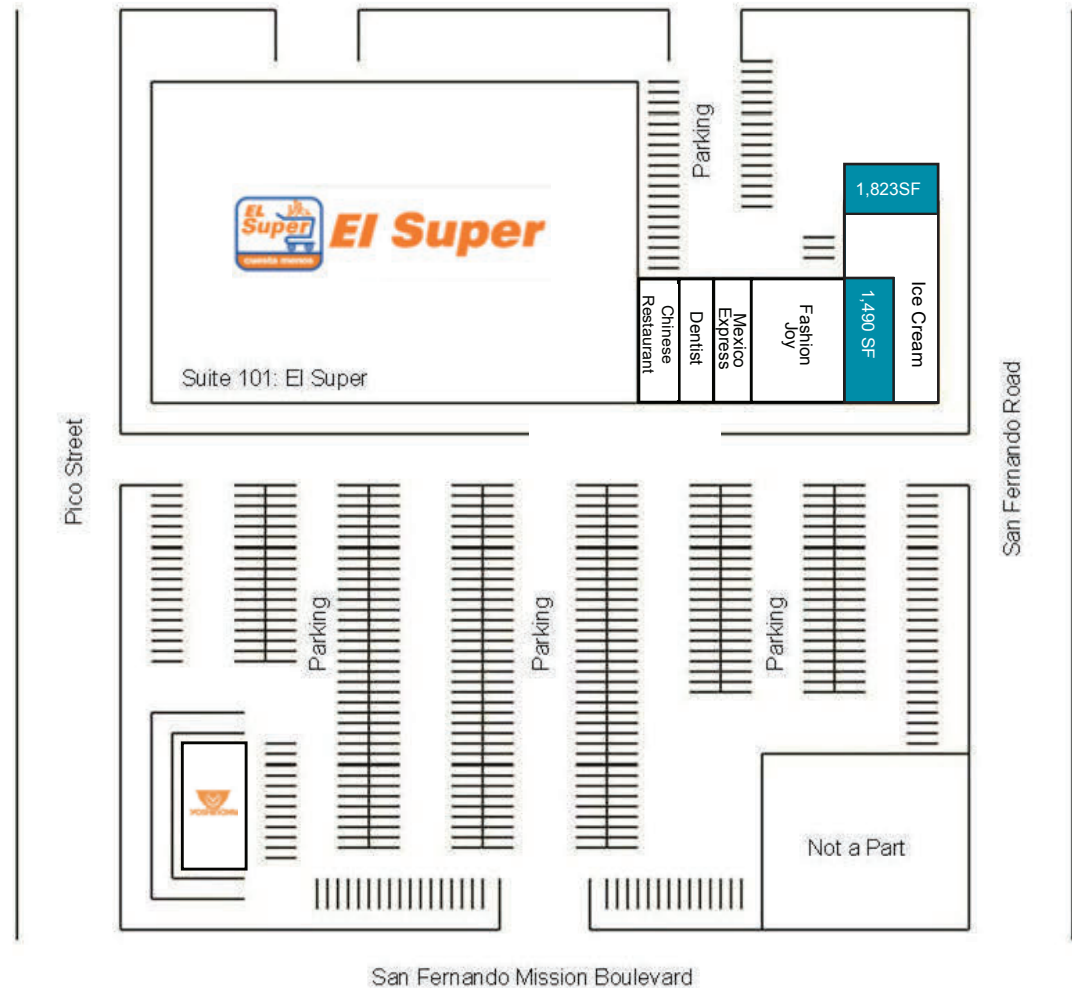 Parking
1,823SF
EL
Super
cuesta menos
El Super
Chinese
Restaurant
Dentist
Mexico
Express
Fashion
Joy
1,490 SF
Ice Cream
Suite 101: El Super
Pico Street
San Fernando Road
Parking
Parking
Parking
YOSHINOYA
Not a Part
San Fernando Mission Boulevard